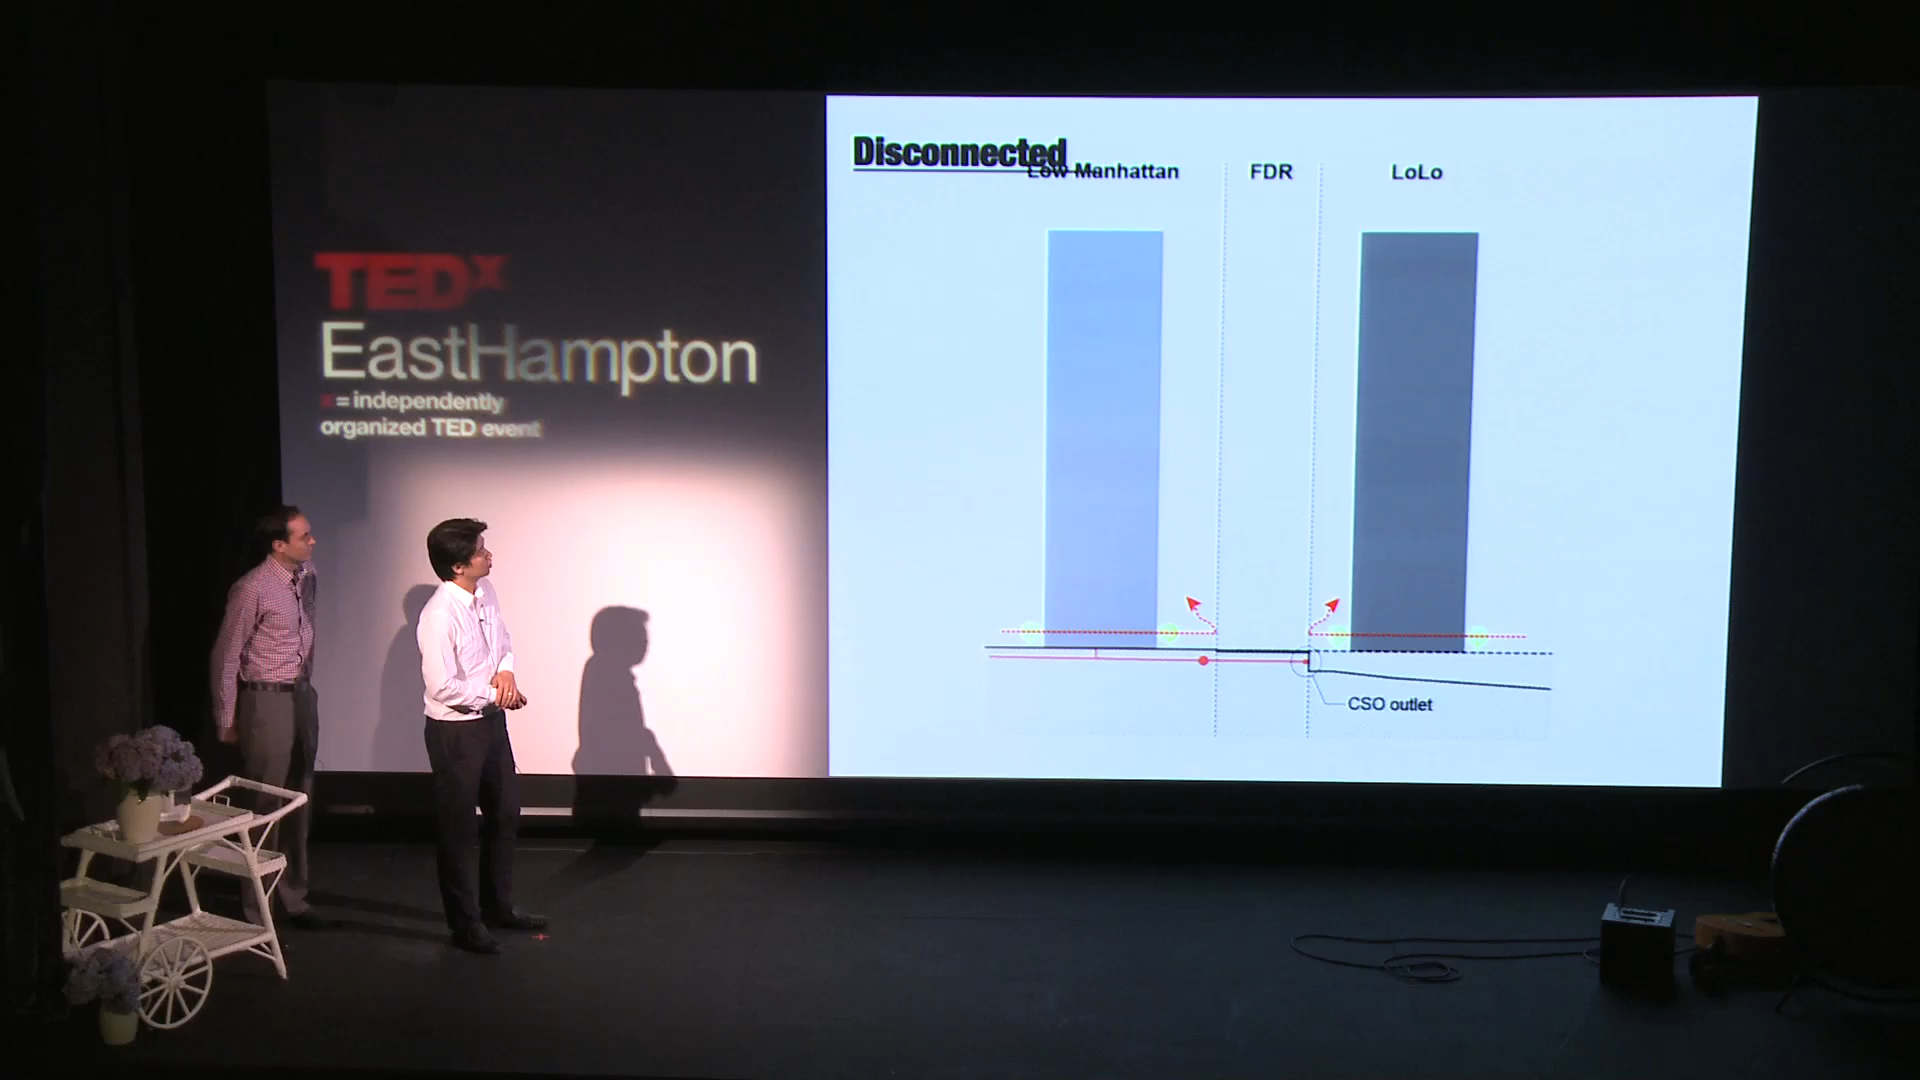 TEDx
EastHampton
x = independently
organized TED event
Disconnected
Low Manhattan
FDR
LoLo
CSO outlet